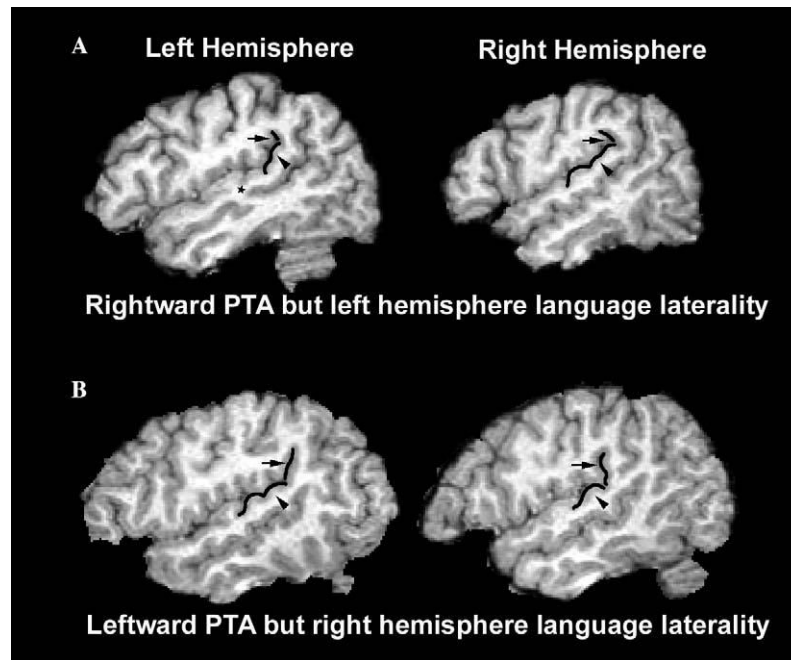 A
Left Hemisphere
Right Hemisphere
Rightward PTA but left hemisphere language laterality
B
Leftward PTA but right hemisphere language laterality